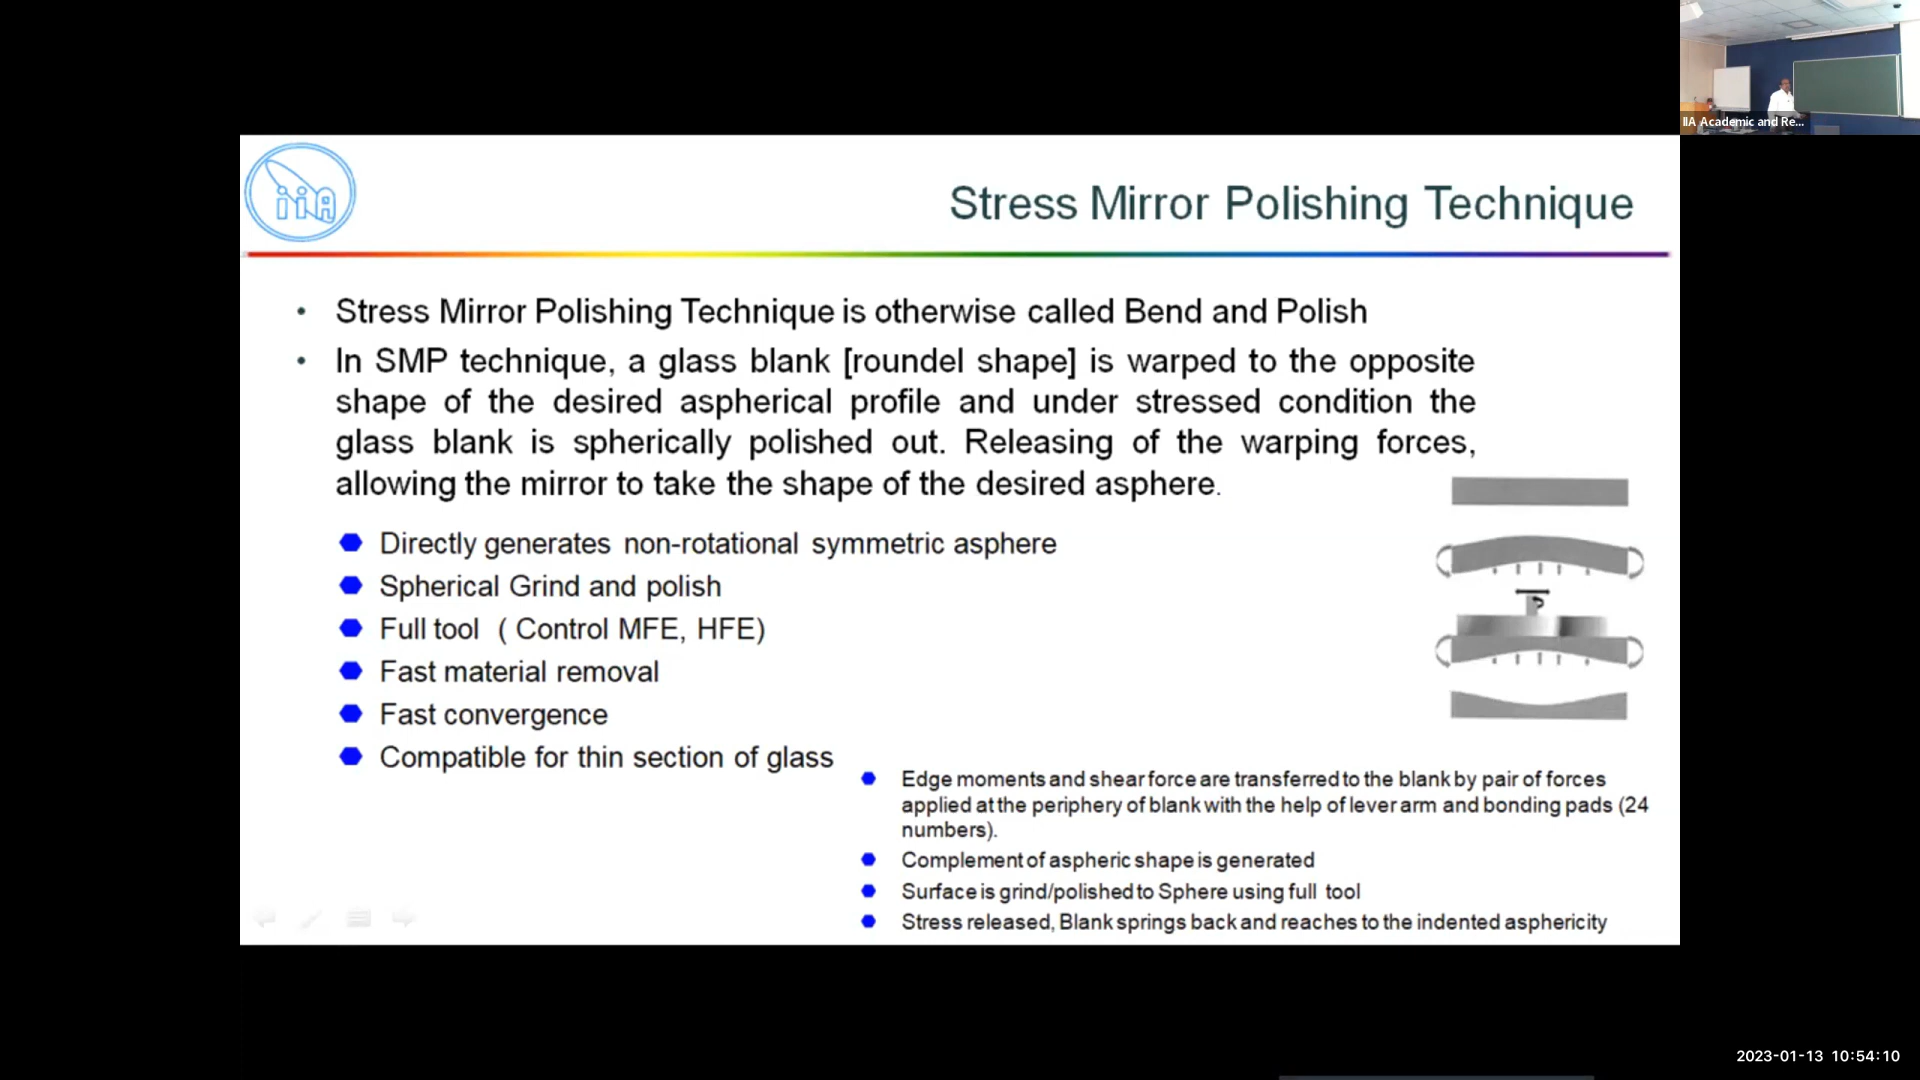 IIA Academic and Re...
iiA
Stress Mirror Polishing Technique
• Stress Mirror Polishing Technique is otherwise called Bend and Polish
• In SMP technique, a glass blank [roundel shape] is warped to the opposite
shape of the desired aspherical profile and under stressed condition the
glass blank is spherically polished out. Releasing of the warping forces,
allowing the mirror to take the shape of the desired asphere.
Directly generates non-rotational symmetric asphere
Spherical Grind and polish
Full tool ( Control MFE, HFE)
Fast material removal
Fast convergence
Compatible for thin section of glass
Edge moments and shear force are transferred to the blank by pair of forces
applied at the periphery of blank with the help of lever arm and bonding pads (24
numbers).
Complement of aspheric shape is generated
Surface is grind/polished to Sphere using full tool
Stress released, Blank springs back and reaches to the indented asphericity
2023-01-13 10:54:10